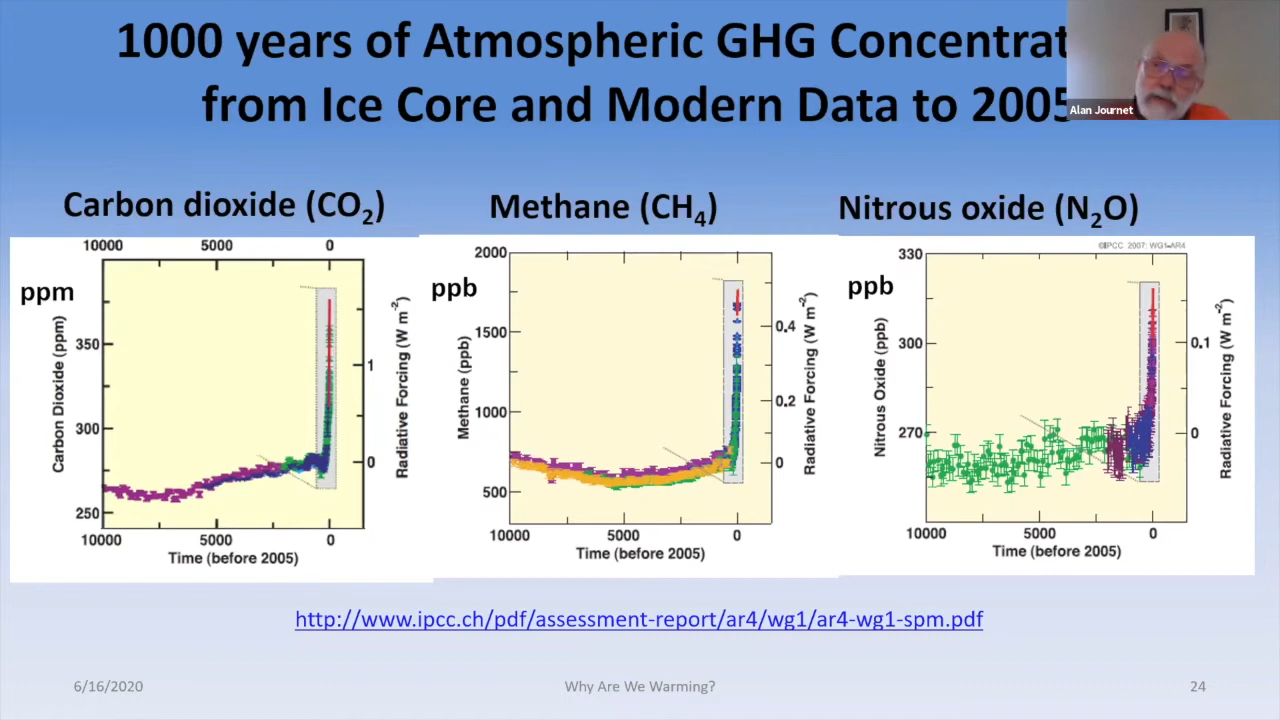 1000 years of Atmospheric GHG Concentrat
from Ice Core and Modern Data to 2005
Alan Journet
Carbon dioxide (CO2)
Methane (CH4)
Nitrous oxide (N2O)
10000 5000 0
ppm
Carbon Dioxide (ppm)
350
300
250
1
0
Radiative Forcing (W m-2)
10000 5000 0
Time (before 2005)
ppb
Methane (ppb)
2000
1500
1000
500
0.4
0.2
0
Radiative Forcing (W m-2)
10000 5000 0
Time (before 2005)
©IPCC 2007: WG1-AR4
ppb
Nitrous Oxide (ppb)
330
300
270
0.1
0
Radiative Forcing (W m-2)
10000 5000 0
Time (before 2005)
http://www.ipcc.ch/pdf/assessment-report/ar4/wg1/ar4-wg1-spm.pdf
6/16/2020
Why Are We Warming?
24